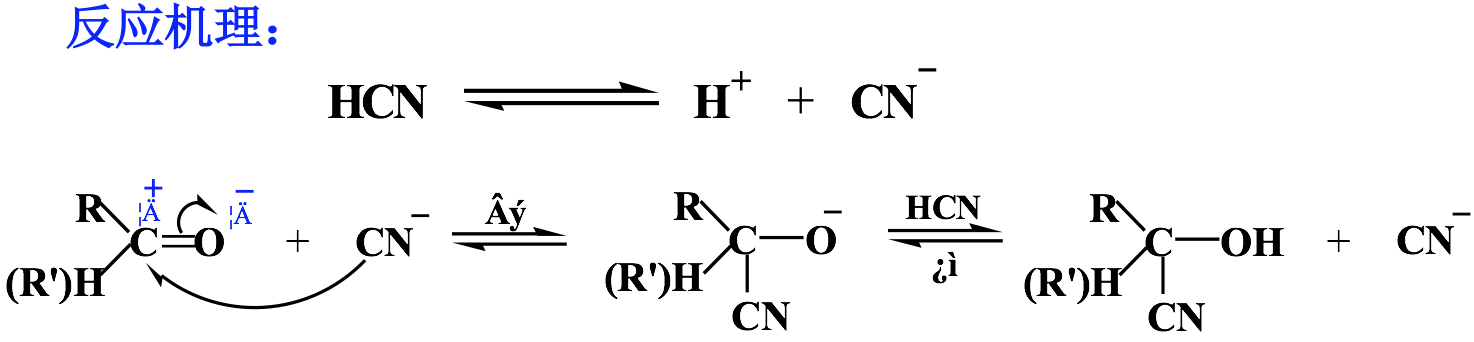 反应机理：
HCN ⇌ H⁺ + CN⁻
R (R')H C=O ¦Ä⁺ ¦Ä⁻ + CN⁻ Âý ⇌ R (R')H C—O⁻ CN HCN ⇌ ¿ì R (R')H C—OH CN + CN⁻